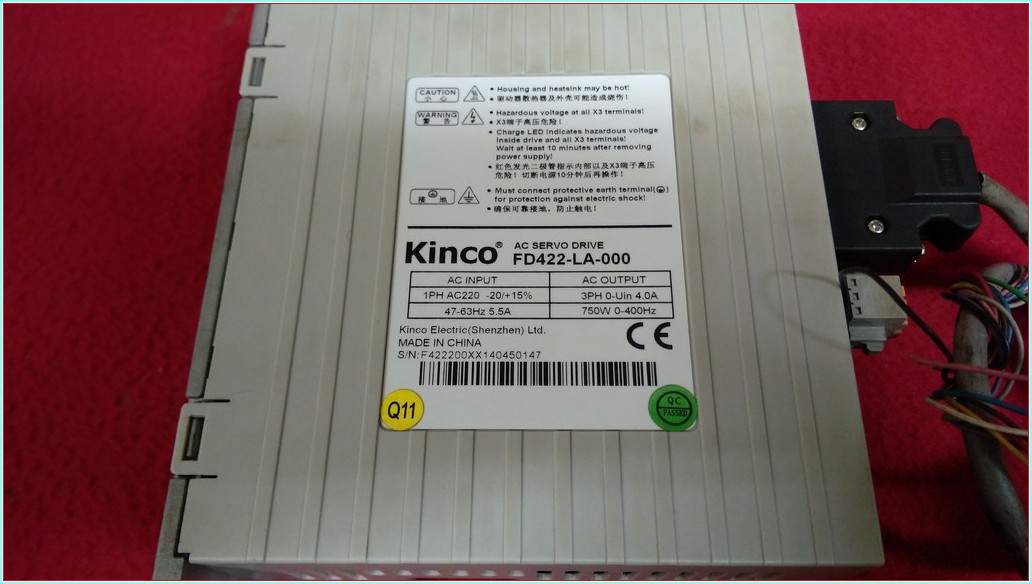 CAUTION
小 心
• Housing and heatsink may be hot!
• 驱动器散热器及外壳可能造成烧伤!
WARNING
警 告
• Hazardous voltage at all X3 terminals!
• X3端子高压危险!
• Charge LED indicates hazardous voltage
inside drive and all X3 terminals!
Wait at least 10 minutes after removing
power supply!
• 红色发光二极管指示内部以及X3子高压
危险! 切断电源10分钟后再操作!
接 地
• Must connect protective earth terminal( )
for protection against electric shock!
• 确保可靠接地, 防止触电!
Kinco® AC SERVO DRIVE
FD422-LA-000
AC INPUT AC OUTPUT
1PH AC220 -20/+15% 3PH 0-Uin 4.0A
47-63Hz 5.5A 750W 0-400Hz
Kinco Electric(Shenzhen) Ltd.
MADE IN CHINA
CE
S/N:F422200XX140450147
Q11
QC
PASSED